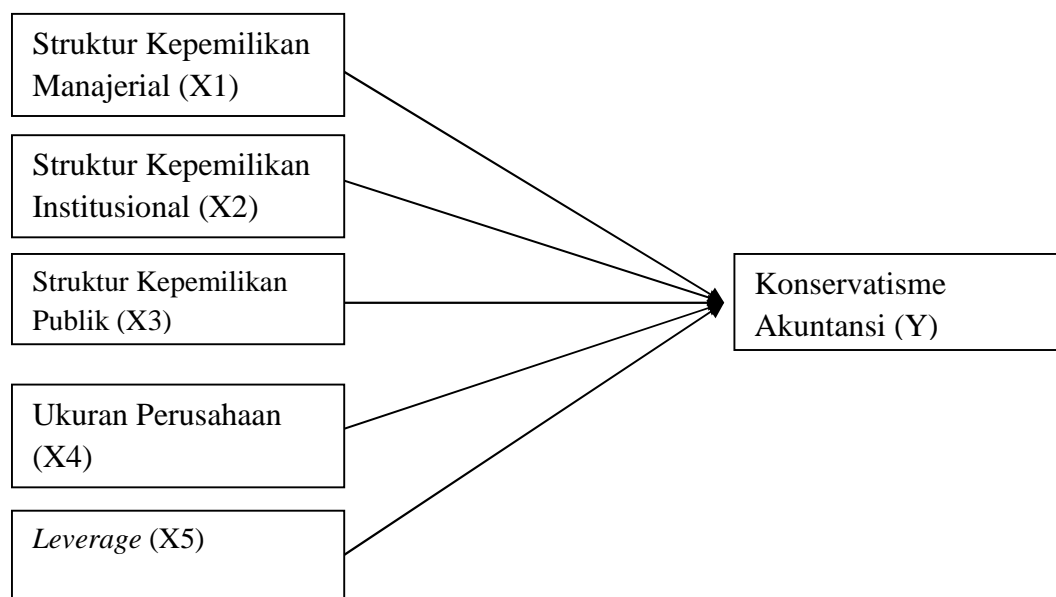 Struktur Kepemilikan
Manajerial (X1)
Struktur Kepemilikan
Institusional (X2)
Struktur Kepemilikan
Publik (X3)
Konservatisme
Akuntansi (Y)
Ukuran Perusahaan
(X4)
Leverage (X5)